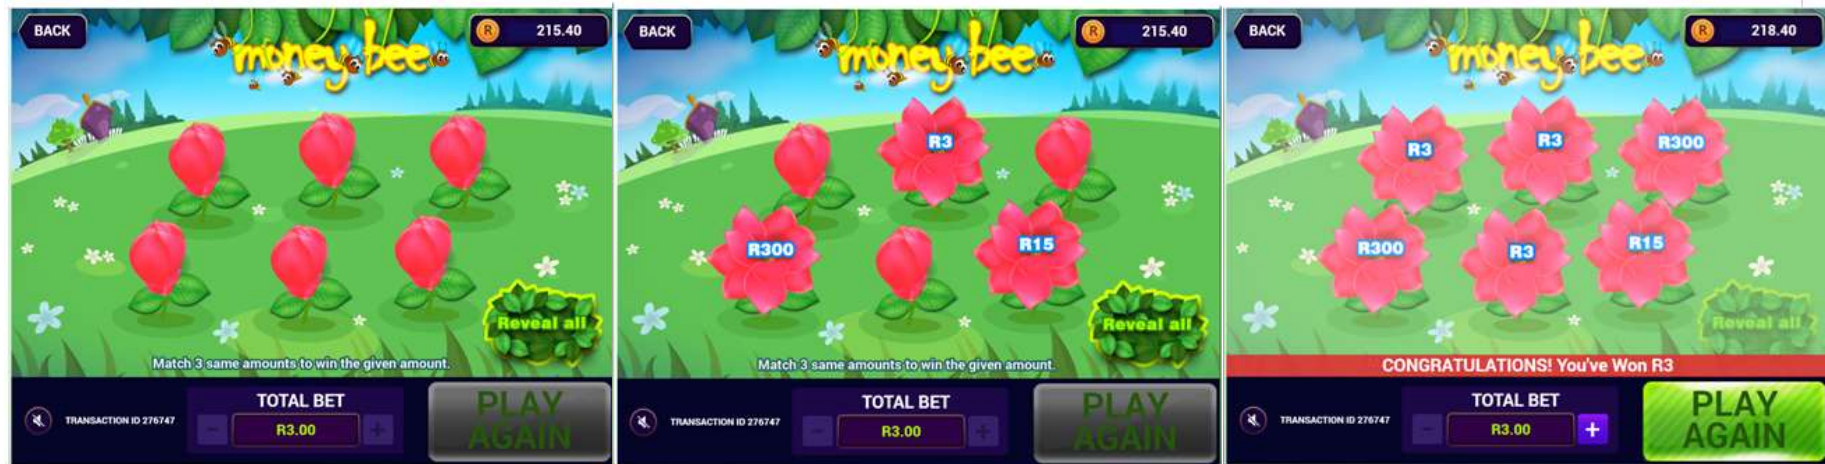 BACK
R 215.40
money bee
Reveal all
Match 3 same amounts to win the given amount.
TRANSACTION ID 276747
TOTAL BET
- R3.00 +
PLAY
AGAIN
BACK
R 215.40
money bee
R3
R300
R15
Reveal all
Match 3 same amounts to win the given amount.
TRANSACTION ID 276747
TOTAL BET
- R3.00 +
PLAY
AGAIN
BACK
R 218.40
money bee
R3
R3
R300
R300
R3
R15
Reveal all
CONGRATULATIONS! You've Won R3
TRANSACTION ID 276747
TOTAL BET
- R3.00 +
PLAY
AGAIN